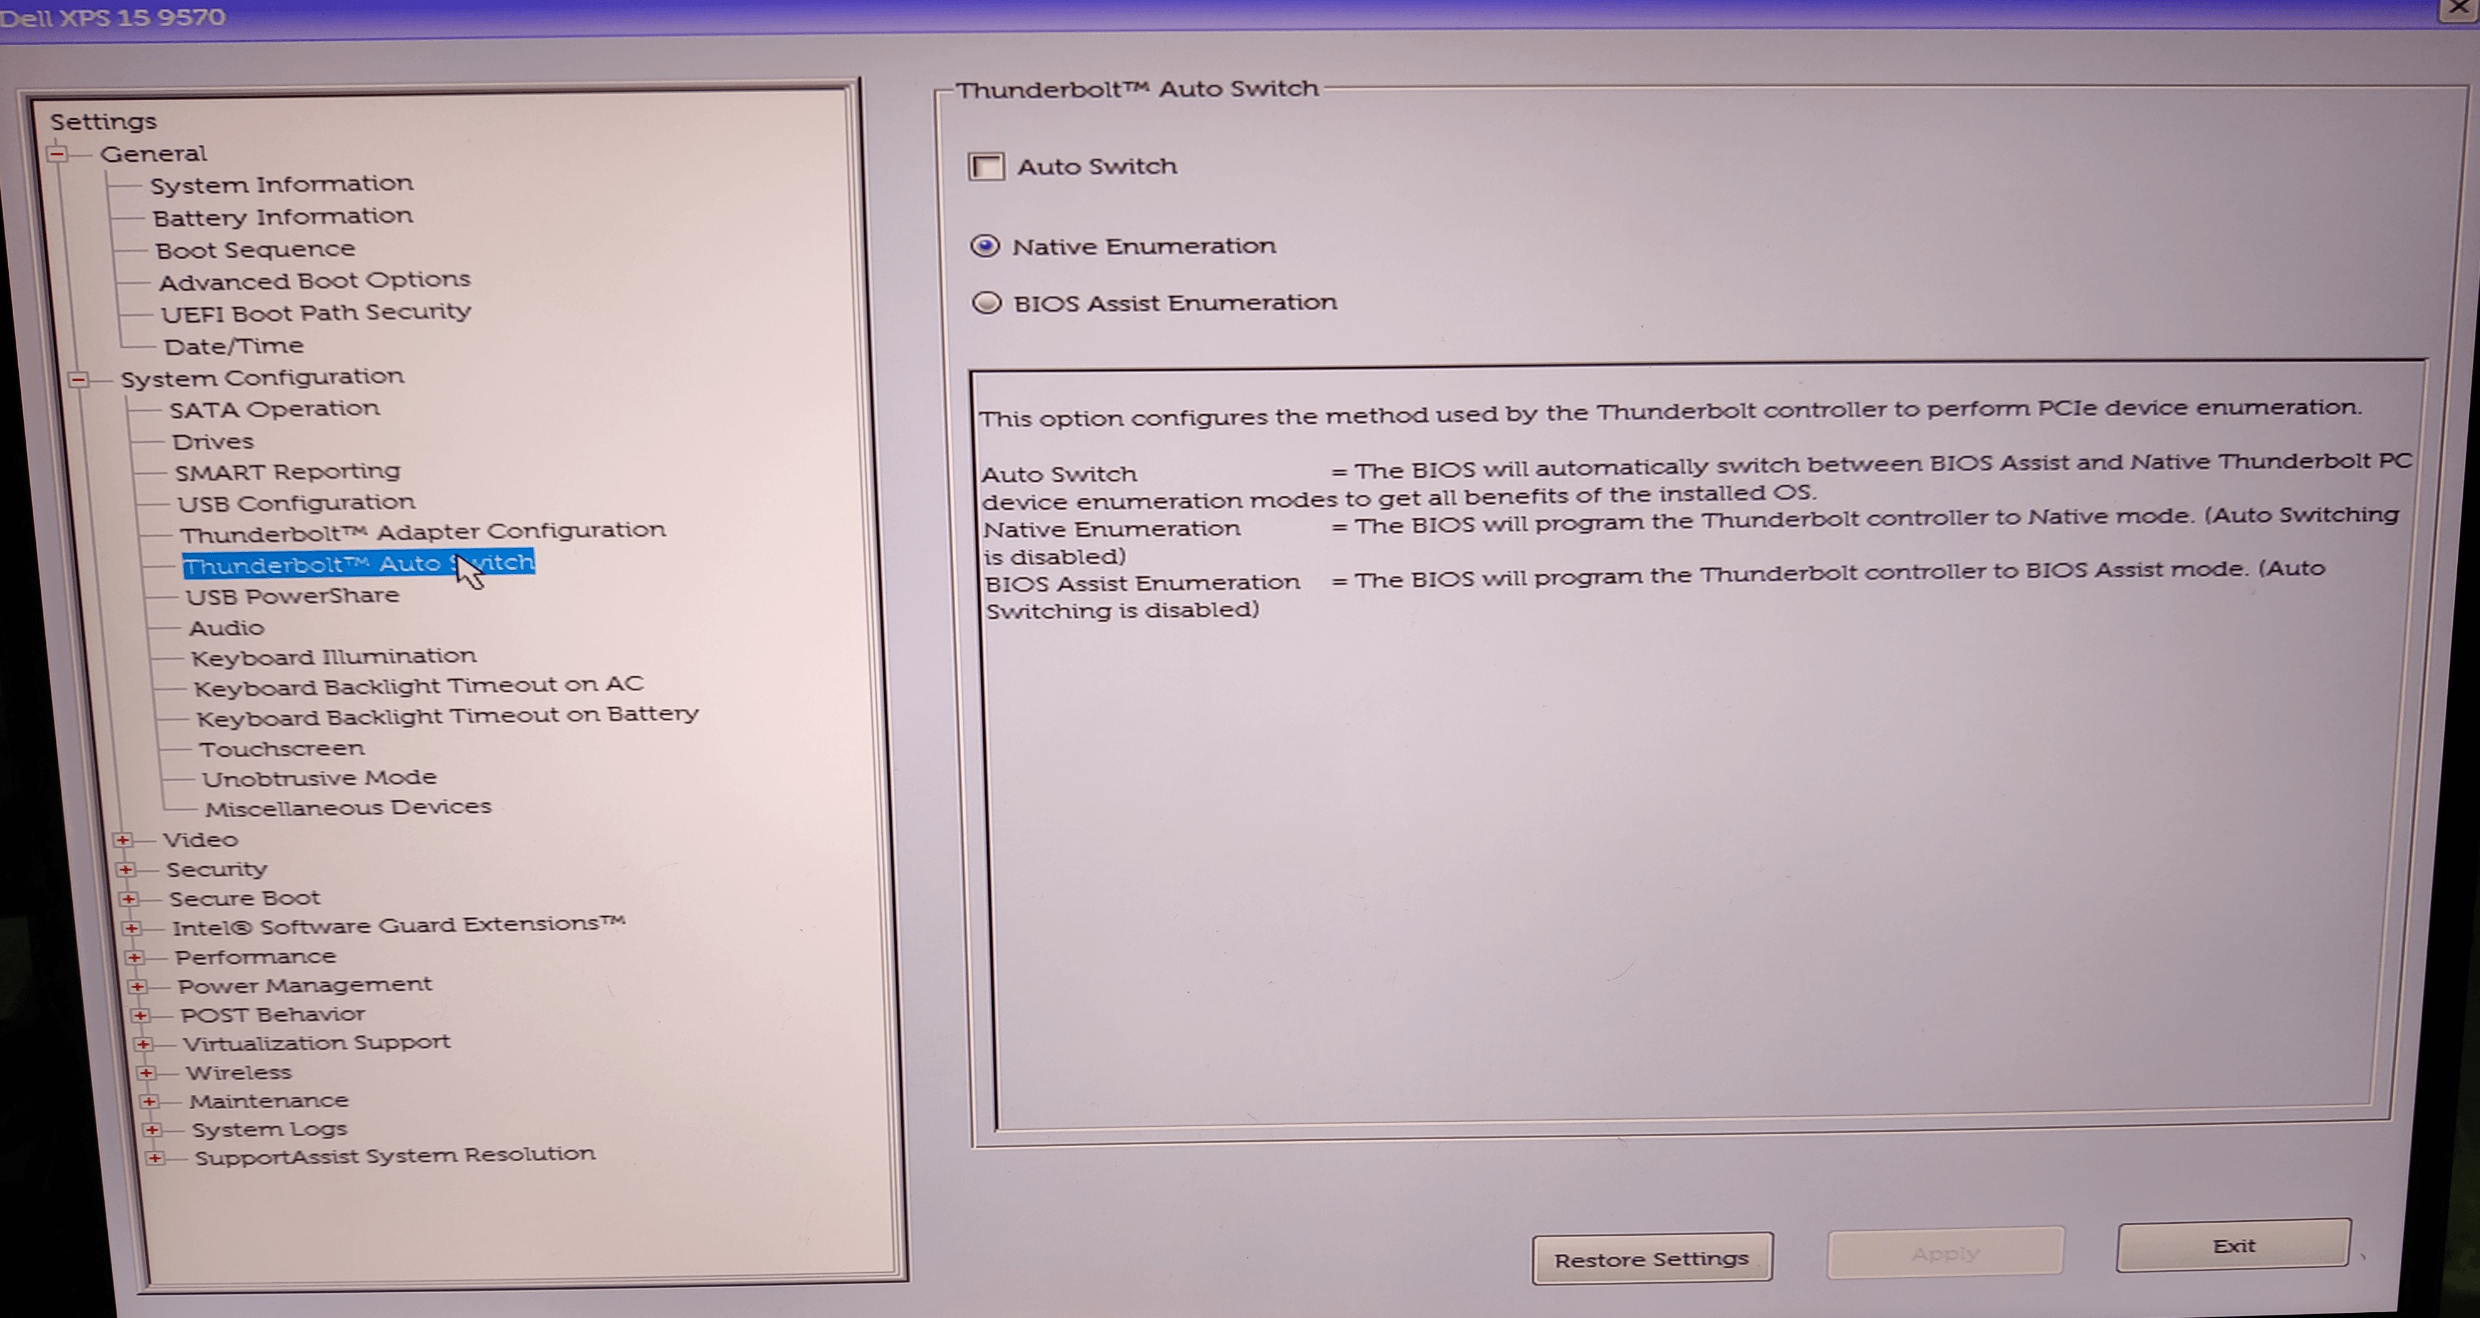 Dell XPS 15 9570
Settings
General
System Information
Battery Information
Boot Sequence
Advanced Boot Options
UEFI Boot Path Security
Date/Time
System Configuration
SATA Operation
Drives
SMART Reporting
USB Configuration
Thunderbolt™ Adapter Configuration
Thunderbolt™ Auto Switch
USB PowerShare
Audio
Keyboard Illumination
Keyboard Backlight Timeout on AC
Keyboard Backlight Timeout on Battery
Touchscreen
Unobtrusive Mode
Miscellaneous Devices
Video
Security
Secure Boot
Intel® Software Guard Extensions™
Performance
Power Management
POST Behavior
Virtualization Support
Wireless
Maintenance
System Logs
SupportAssist System Resolution
Thunderbolt™ Auto Switch
Auto Switch
Native Enumeration
BIOS Assist Enumeration
This option configures the method used by the Thunderbolt controller to perform PCIe device enumeration.
Auto Switch = The BIOS will automatically switch between BIOS Assist and Native Thunderbolt PC
device enumeration modes to get all benefits of the installed OS.
Native Enumeration = The BIOS will program the Thunderbolt controller to Native mode. (Auto Switching
is disabled)
BIOS Assist Enumeration = The BIOS will program the Thunderbolt controller to BIOS Assist mode. (Auto
Switching is disabled)
Restore Settings
Apply
Exit